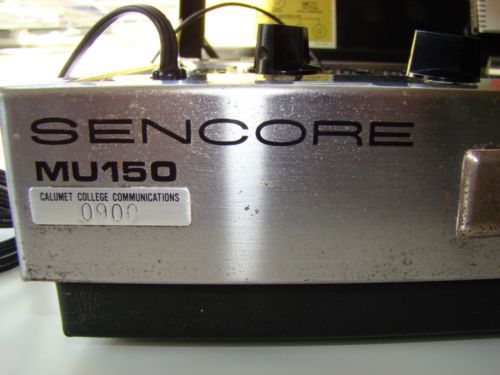 SENCORE
MU150
CALUMET COLLEGE COMMUNICATIONS
0900